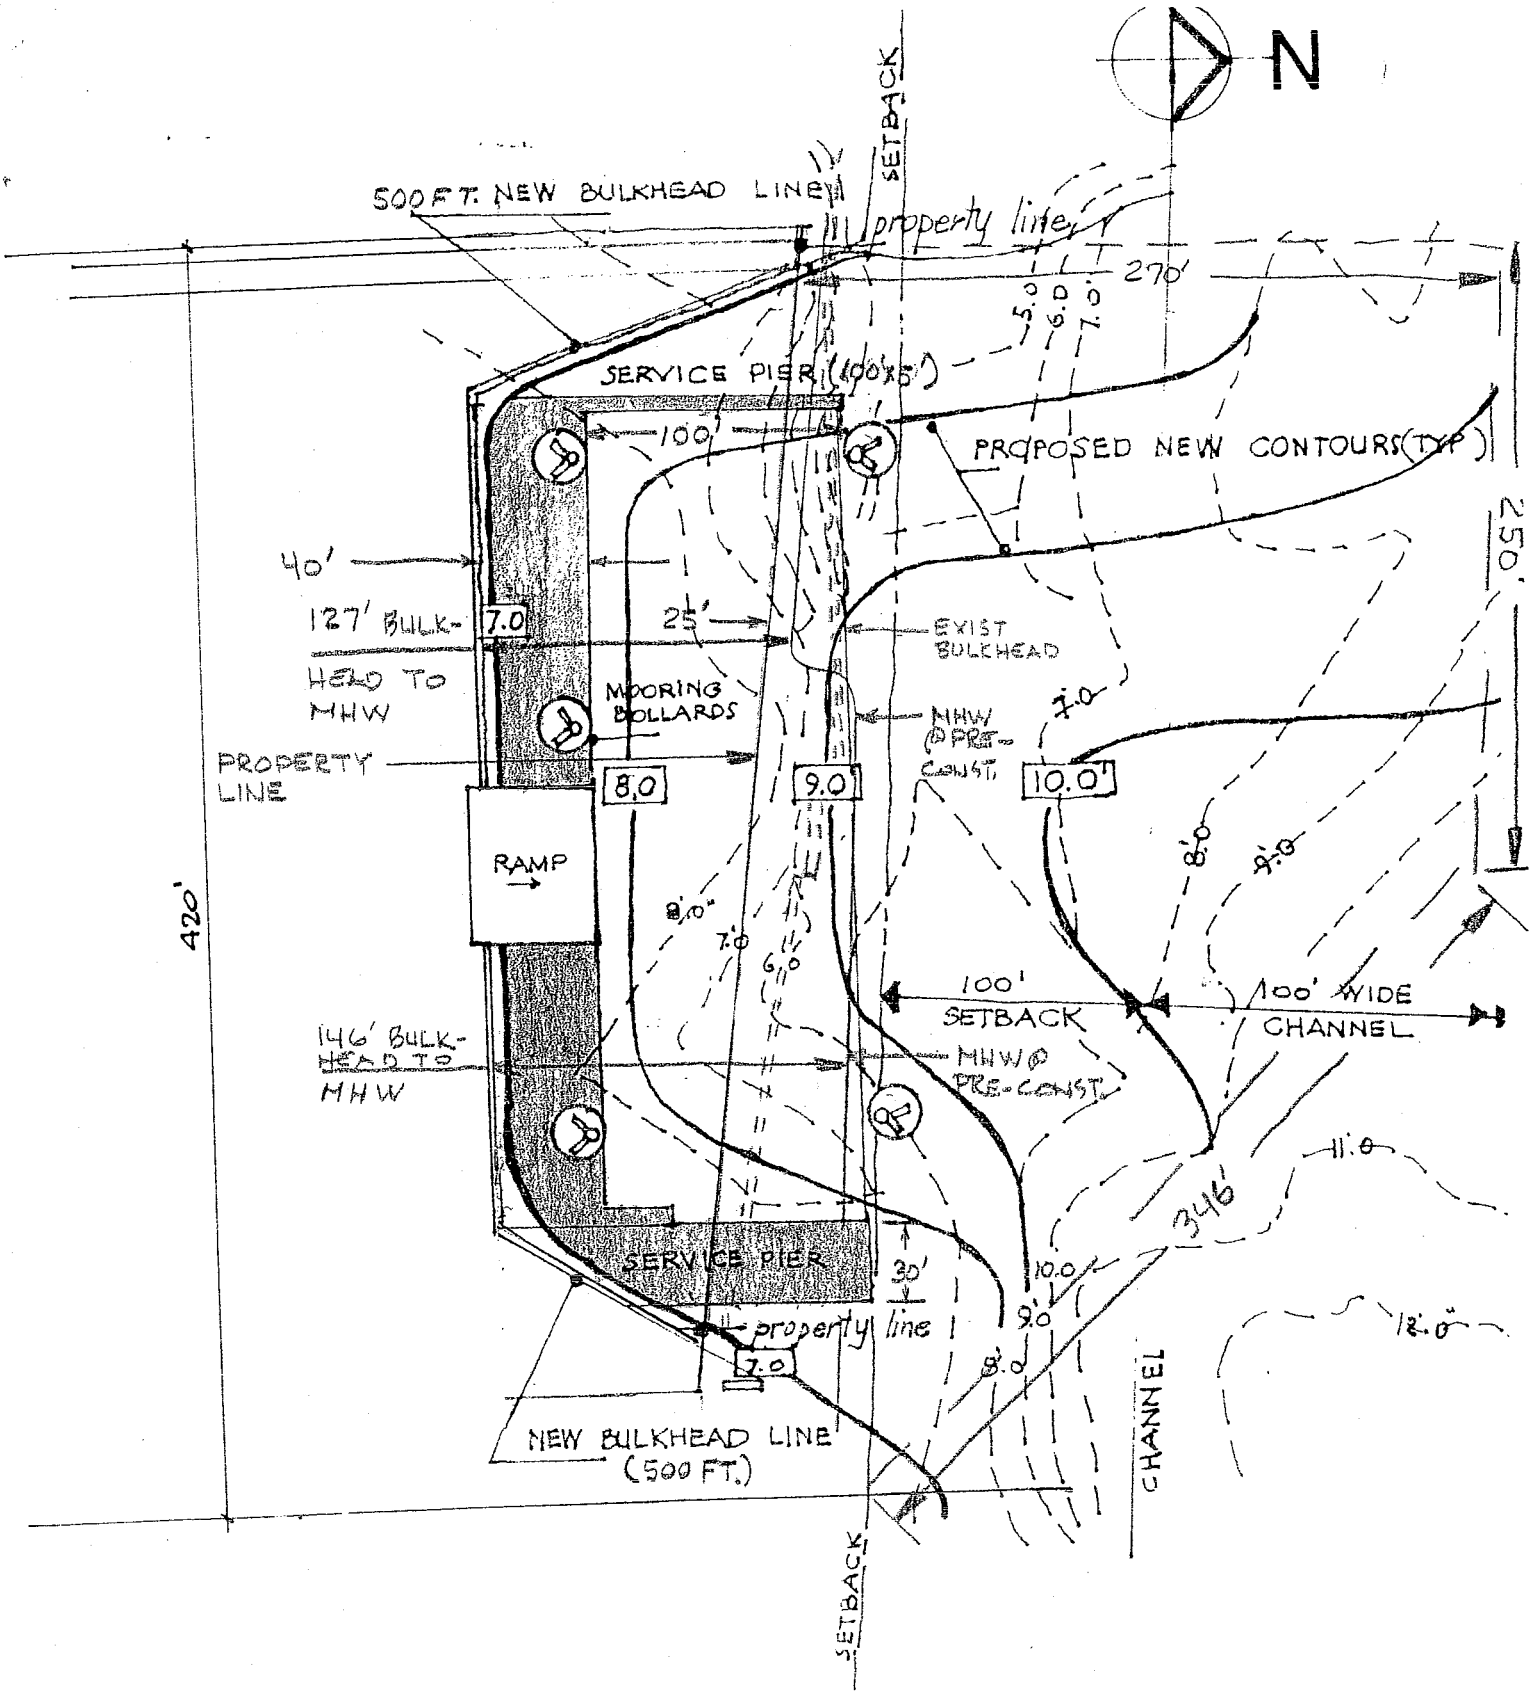 N
SETBACK
500 FT. NEW BULKHEAD LINE
property line
270'
5.0
6.0
7.0'
SERVICE PIER (100'x5')
100'
PROPOSED NEW CONTOURS (TYP)
250'
40'
127' BULK-
HEAD TO
MHW
7.0
25'
EXIST
BULKHEAD
MOORING
BOLLARDS
MHW
@ PRE-
CONST.
7.0
PROPERTY
LINE
8.0
9.0
10.0'
RAMP
8.0
9.0
420'
8.0"
7.0
6.0
100'
SETBACK
100' WIDE
CHANNEL
146' BULK-
HEAD TO
MHW
MHW @
PRE-CONST.
11.0
346'
SERVICE PIER
30'
10.0
9.0'
property line
12.0"
7.0
8.0
CHANNEL
NEW BULKHEAD LINE
(500 FT.)
SETBACK